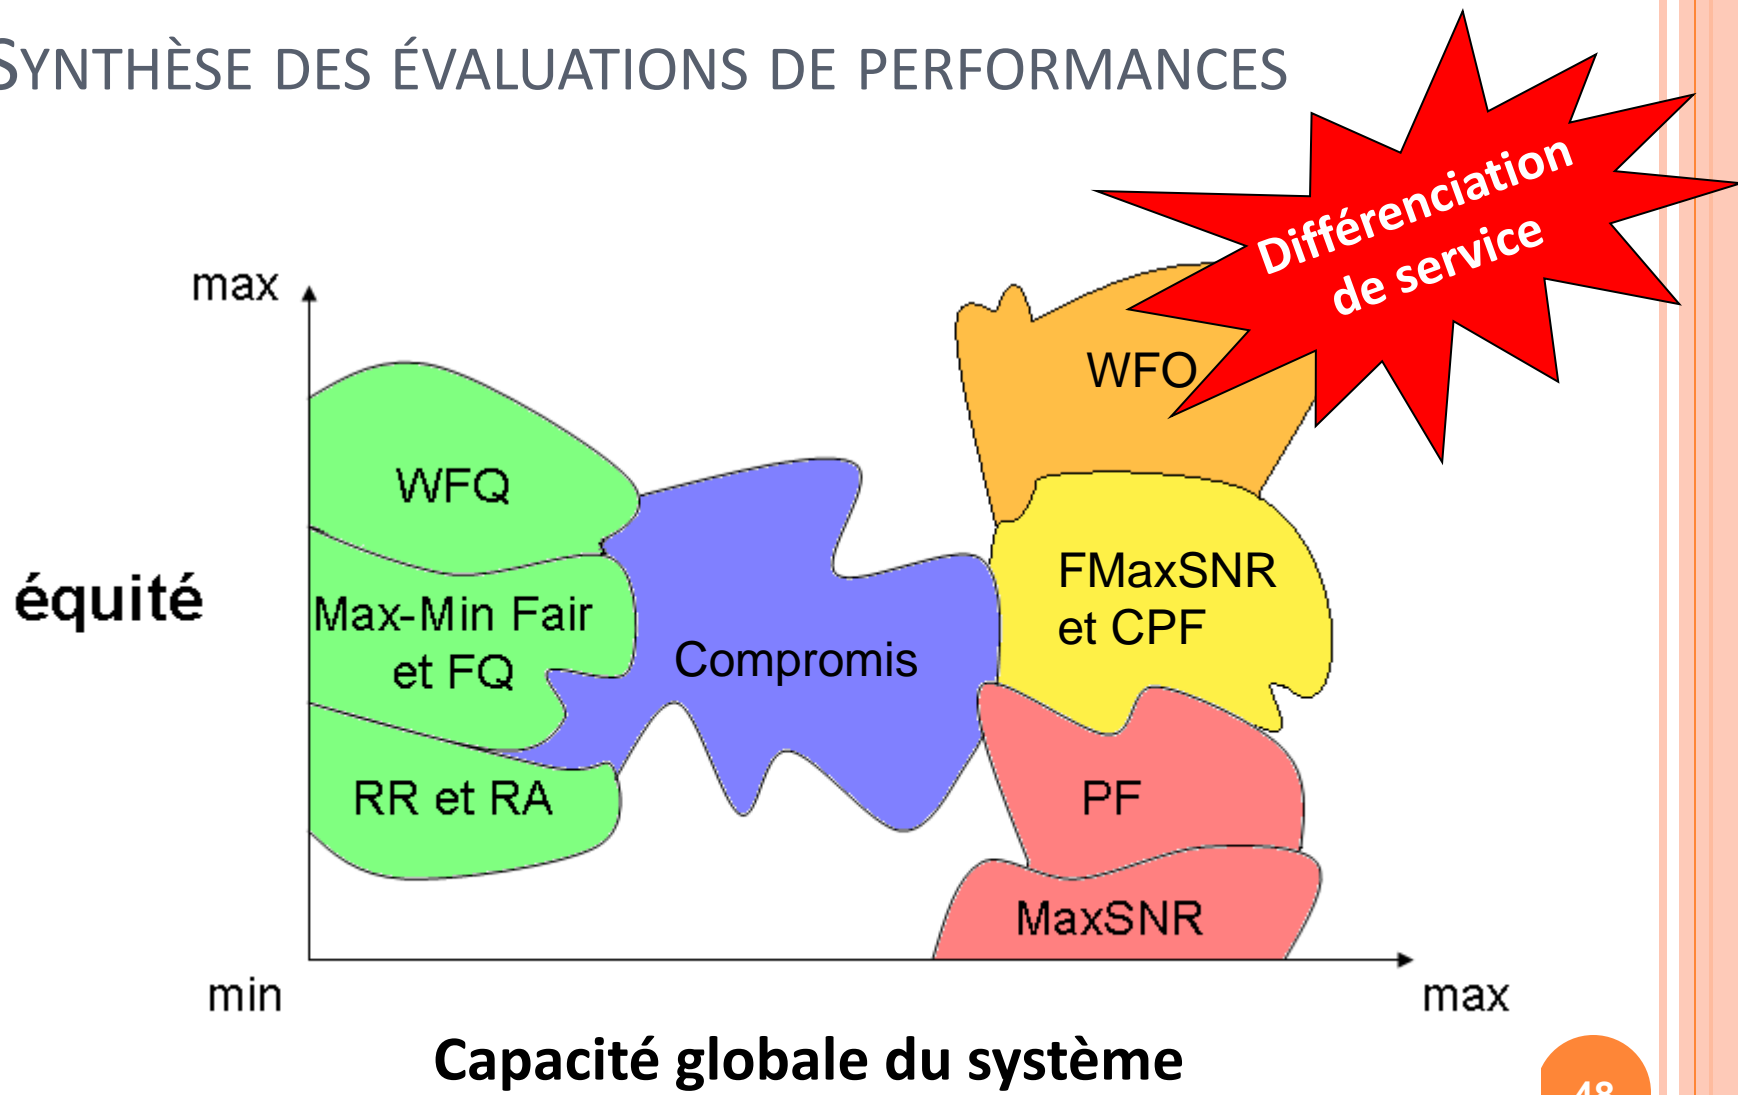 SYNTHÈSE DES ÉVALUATIONS DE PERFORMANCES
Différenciation
de service
max
WFO
WFQ
FMaxSNR
et CPF
équité
Max-Min Fair
et FQ
Compromis
RR et RA
PF
MaxSNR
min
max
Capacité globale du système
48